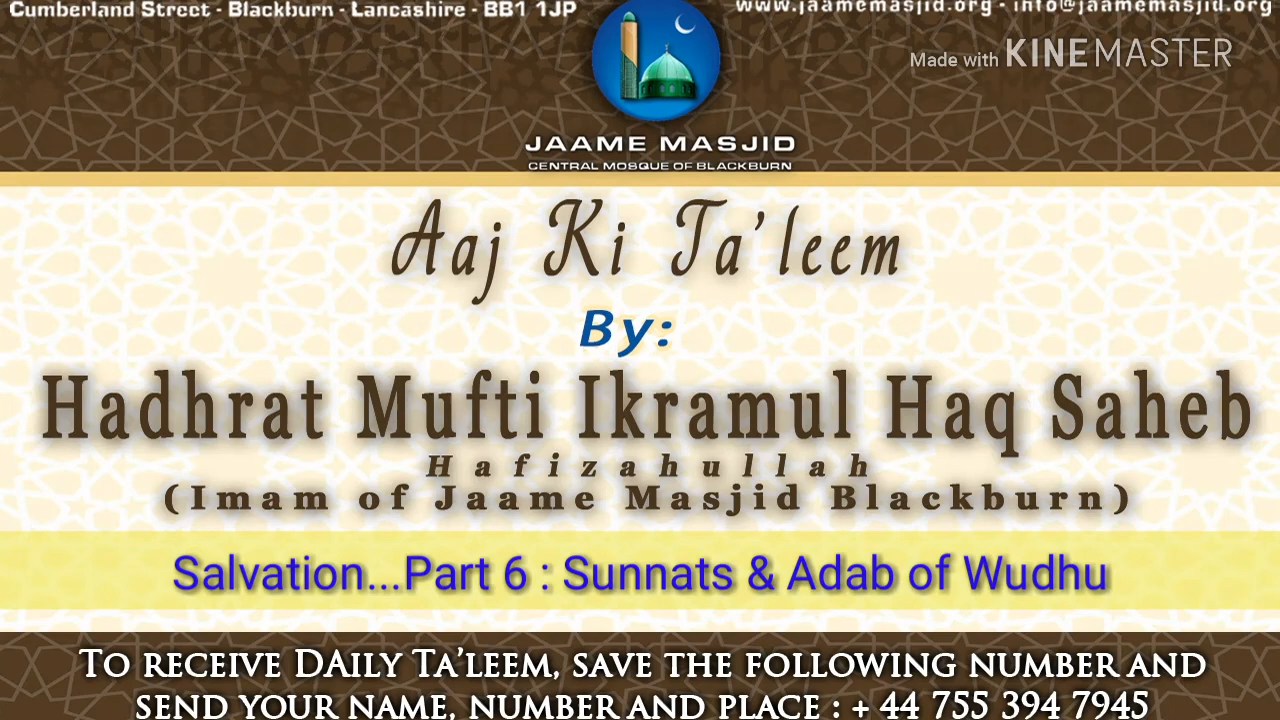 Cumberland Street - Blackburn - Lancashire - BB1 1JP
www.jaamemasjid.org - info@jaamemasjid.org
Made with KINEMASTER
JAAME MASJID
CENTRAL MOSQUE OF BLACKBURN
Aaj Ki Ta'leem
By:
Hadhrat Mufti Ikramul Haq Saheb
Hafizahullah
(Imam of Jaame Masjid Blackburn)
Salvation...Part 6 : Sunnats & Adab of Wudhu
To receive DAily Ta'leem, save the following number and
send your name, number and place : + 44 755 394 7945